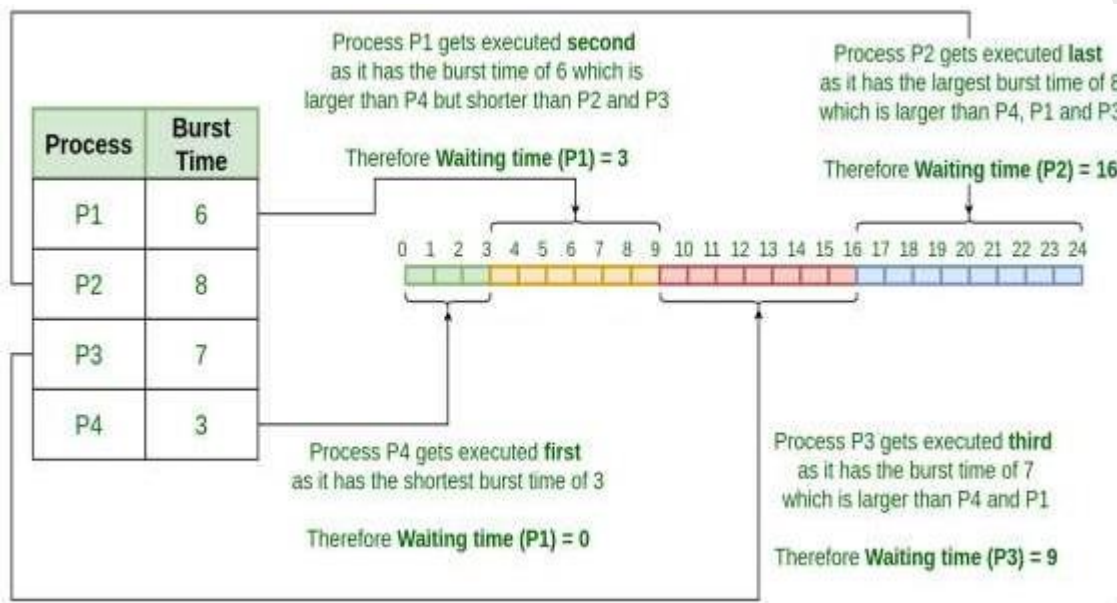 Process P1 gets executed second
as it has the burst time of 6 which is
larger than P4 but shorter than P2 and P3
Therefore Waiting time (P1) = 3
Process P2 gets executed last
as it has the largest burst time of 8
which is larger than P4, P1 and P3
Therefore Waiting time (P2) = 16
Process Burst Time
P1 6
P2 8
P3 7
P4 3
0 1 2 3 4 5 6 7 8 9 10 11 12 13 14 15 16 17 18 19 20 21 22 23 24
Process P4 gets executed first
as it has the shortest burst time of 3
Therefore Waiting time (P1) = 0
Process P3 gets executed third
as it has the burst time of 7
which is larger than P4 and P1
Therefore Waiting time (P3) = 9